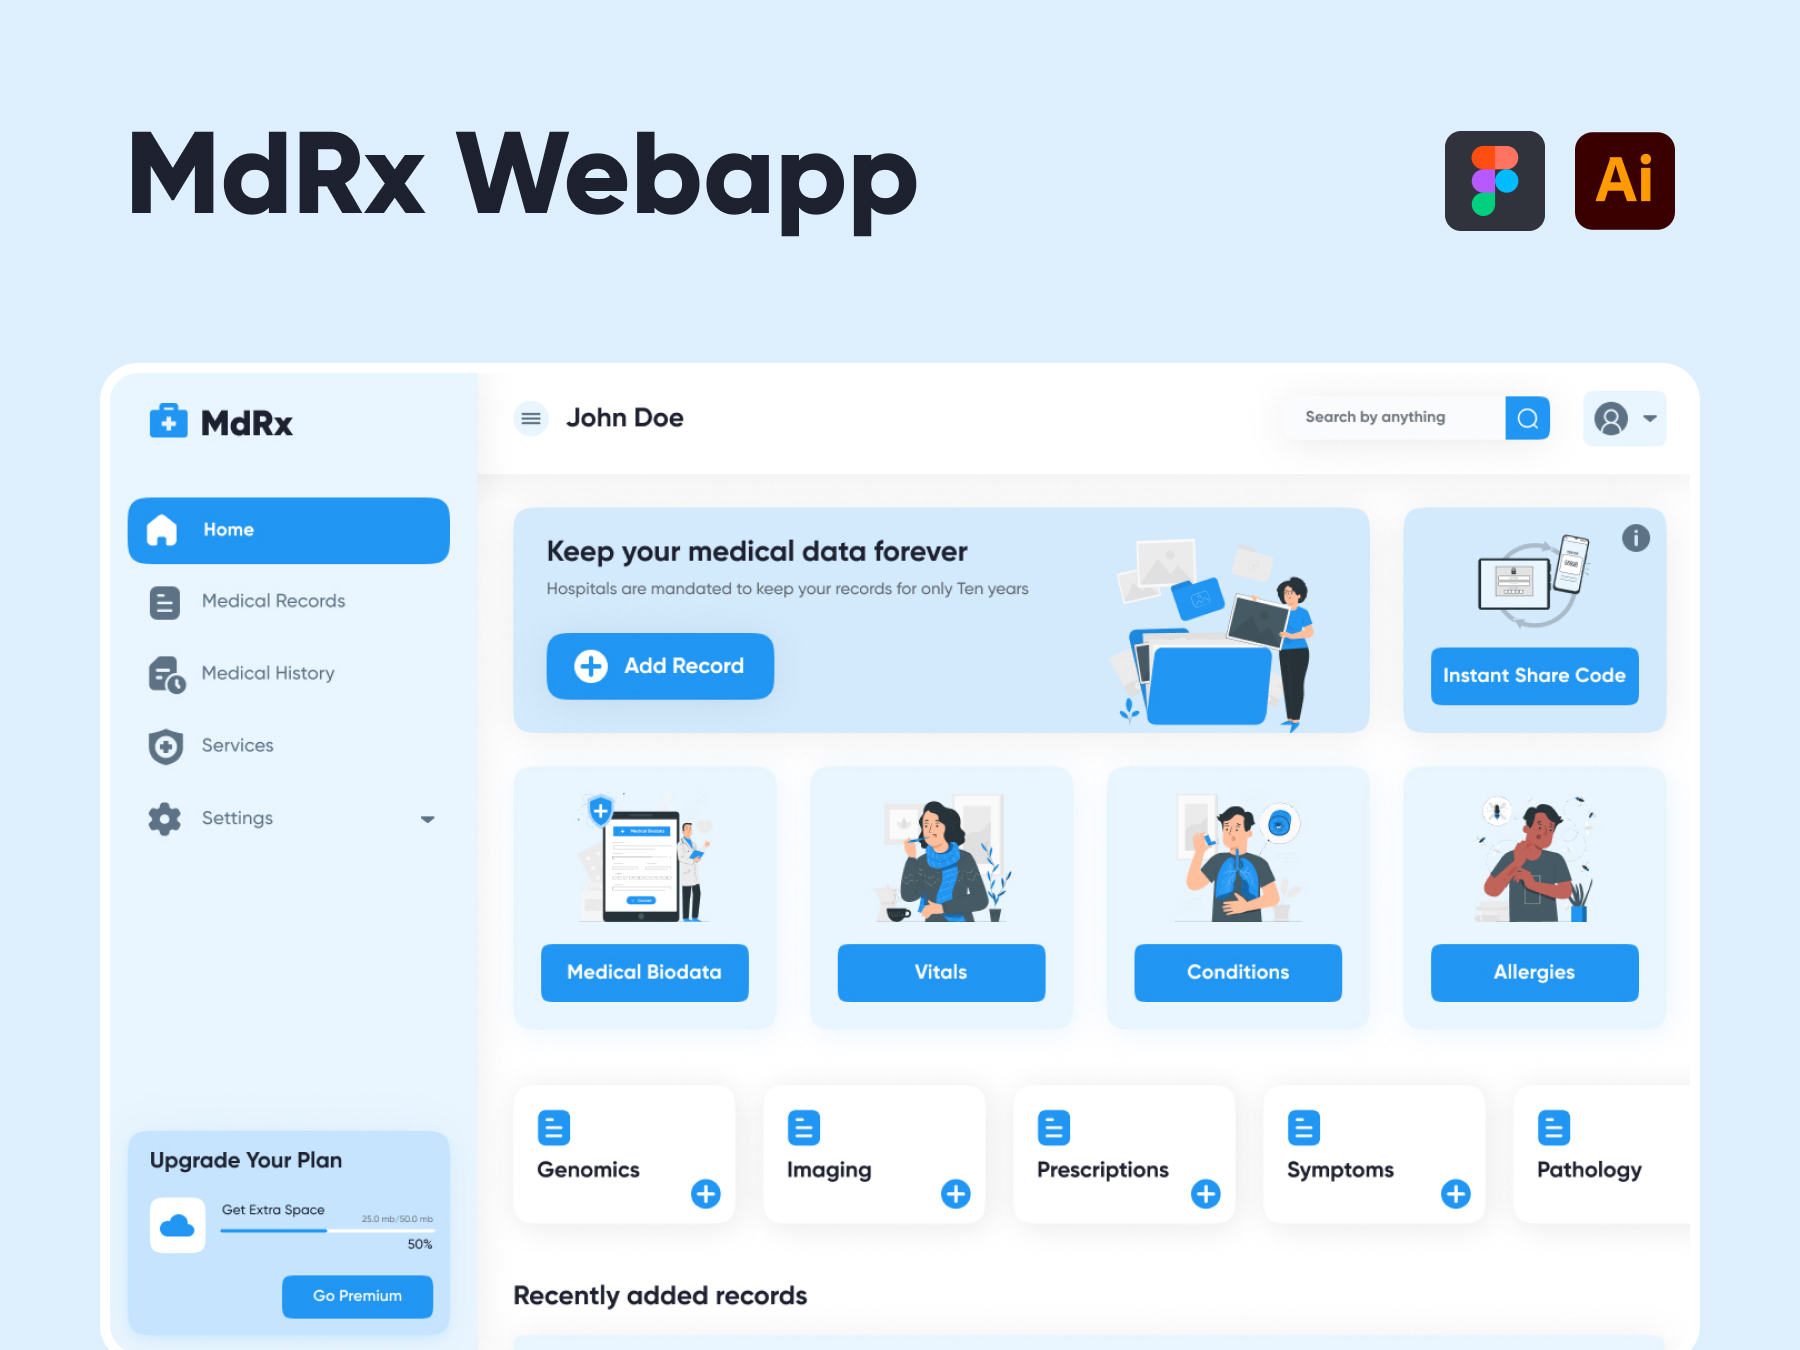 MdRx Webapp
Ai
MdRx
John Doe
Search by anything
Home
Medical Records
Medical History
Services
Settings
Upgrade Your Plan
Get Extra Space
25.0 mb/50.0 mb
50%
Go Premium
Keep your medical data forever
Hospitals are mandated to keep your records for only Ten years
Add Record
Instant Share Code
Medical Biodata
Medical Biodata
Vitals
Conditions
Allergies
Genomics
Imaging
Prescriptions
Symptoms
Pathology
Recently added records